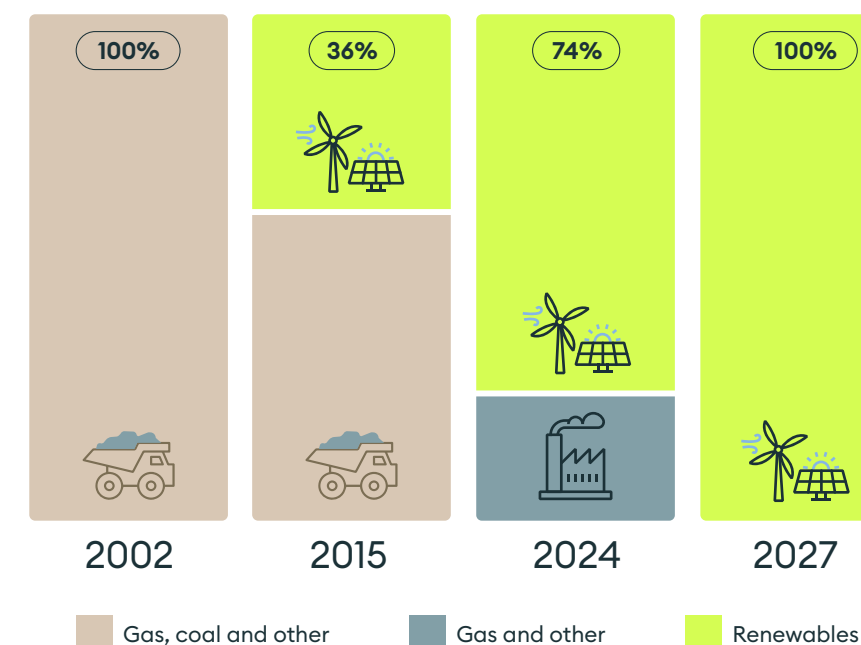 100%
36%
74%
100%
2002
2015
2024
2027
Gas, coal and other
Gas and other
Renewables